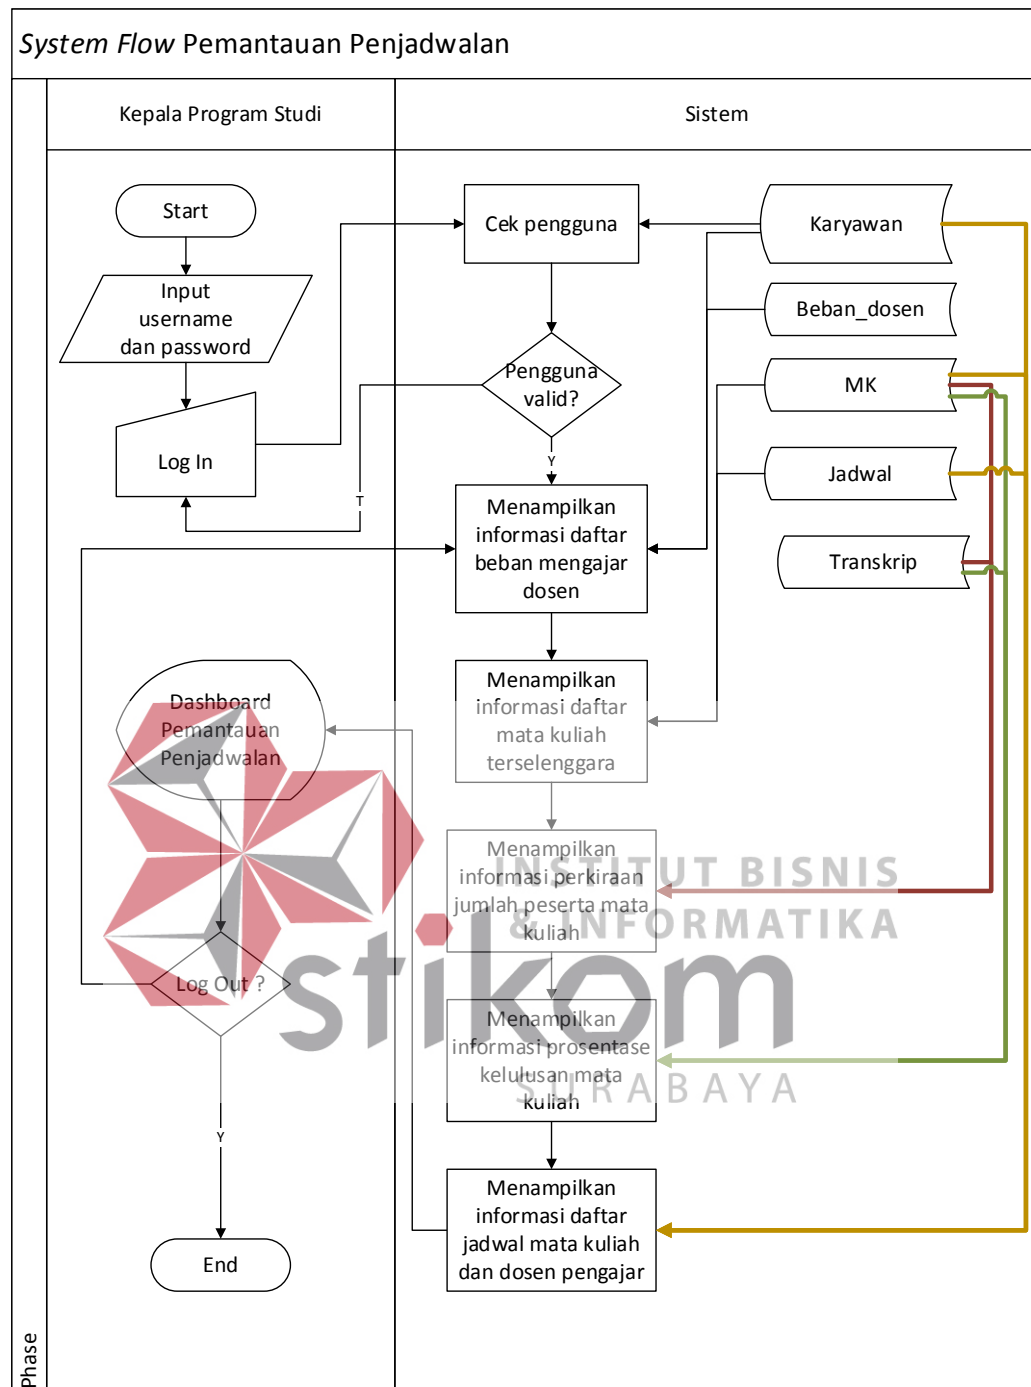 System Flow Pemantauan Penjadwalan
Kepala Program Studi
Sistem
Start
Input
username
dan password
Log In
Cek pengguna
Pengguna
valid?
Y
T
Karyawan
Beban_dosen
MK
Jadwal
Transkrip
Menampilkan
informasi daftar
beban mengajar
dosen
Menampilkan
informasi daftar
mata kuliah
terselenggara
Menampilkan
informasi perkiraan
jumlah peserta mata
kuliah
Menampilkan
informasi prosentase
kelulusan mata
kuliah
Menampilkan
informasi daftar
jadwal mata kuliah
dan dosen pengajar
Dashboard
Pemantauan
Penjadwalan
Log Out ?
Y
End
Phase
INSTITUT BISNIS
& INFORMATIKA
stikom
SURABAYA